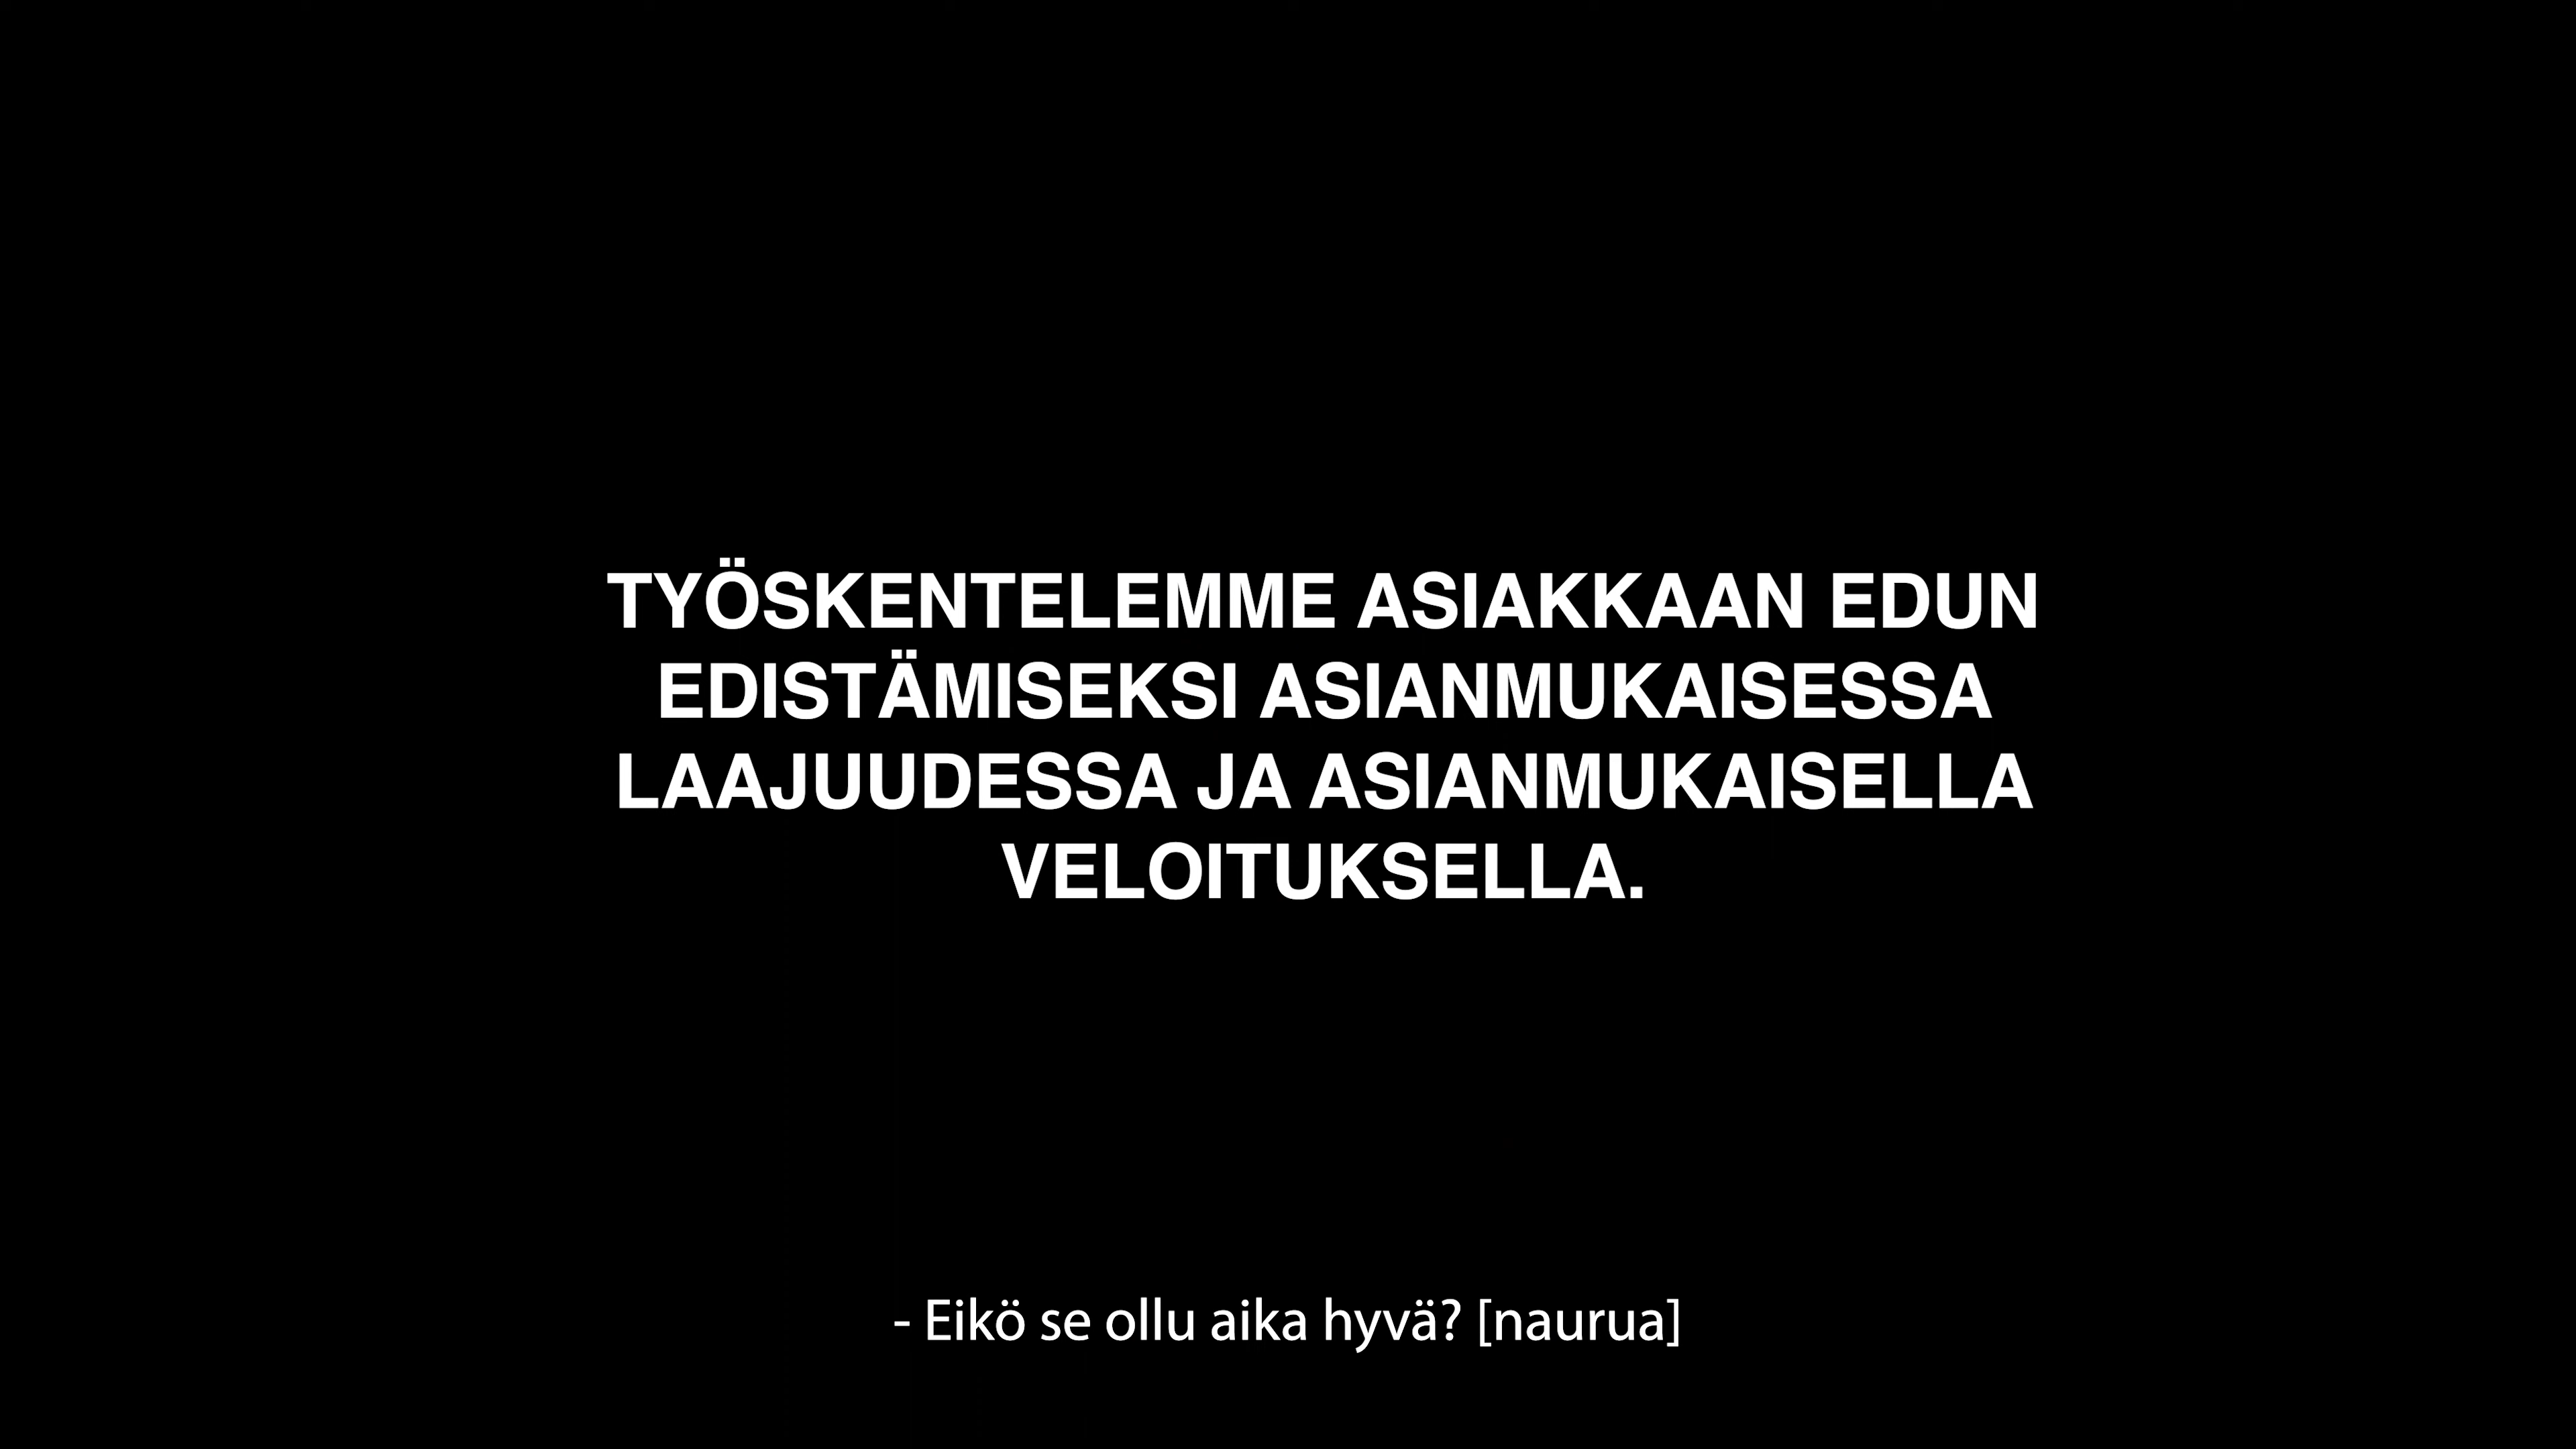 TYÖSKENTELEMME ASIAKKAAN EDUN
EDISTÄMISEKSI ASIANMUKAISESSA
LAAJUUDESSA JA ASIANMUKAISELLA
VELOITUKSELLA.
- Eikö se ollu aika hyvä? [naurua]